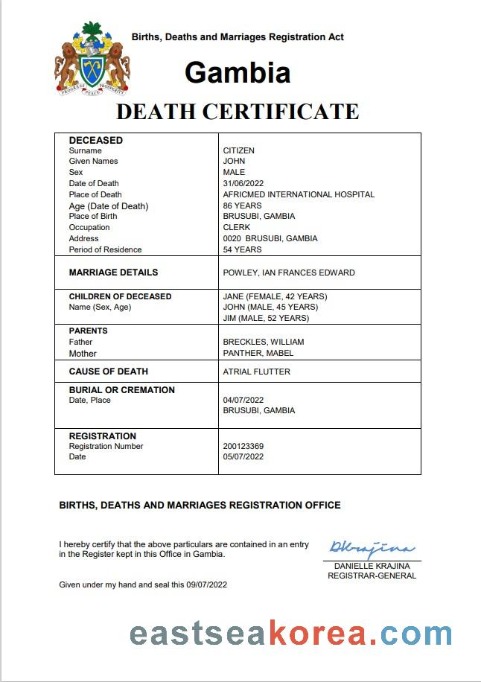 Births, Deaths and Marriages Registration Act
Gambia
DEATH CERTIFICATE
DECEASED
Surname CITIZEN
Given Names JOHN
Sex MALE
Date of Death 31/06/2022
Place of Death AFRICMED INTERNATIONAL HOSPITAL
Age (Date of Death) 86 YEARS
Place of Birth BRUSUBI, GAMBIA
Occupation CLERK
Address 0020 BRUSUBI, GAMBIA
Period of Residence 54 YEARS
MARRIAGE DETAILS POWLEY, IAN FRANCES EDWARD
CHILDREN OF DECEASED JANE (FEMALE, 42 YEARS)
Name (Sex, Age) JOHN (MALE, 45 YEARS)
JIM (MALE, 52 YEARS)
PARENTS
Father BRECKLES, WILLIAM
Mother PANTHER, MABEL
CAUSE OF DEATH ATRIAL FLUTTER
BURIAL OR CREMATION
Date, Place 04/07/2022
BRUSUBI, GAMBIA
REGISTRATION
Registration Number 200123369
Date 05/07/2022
BIRTHS, DEATHS AND MARRIAGES REGISTRATION OFFICE
I hereby certify that the above particulars are contained in an entry
in the Register kept in this Office in Gambia.
DKrajina
DANIELLE KRAJINA
REGISTRAR-GENERAL
Given under my hand and seal this 09/07/2022
eastseakorea.com